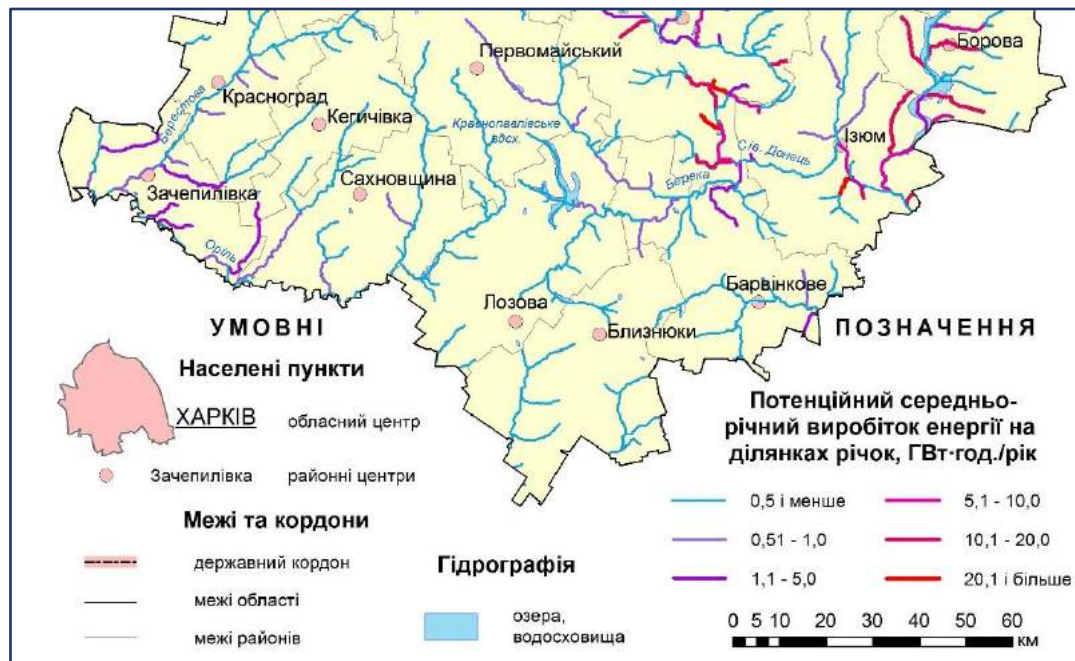 Борова
Первомайський
Красноград
Берестова
Кегичівка
Краснопавлівське
вдсх.
Ізюм
Сів. Донець
Зачепилівка
Сахновщина
Берека
Оріль
Барвінкове
Лозова
Близнюки
УМОВНІ ПОЗНАЧЕННЯ
Населені пункти
ХАРКІВ обласний центр
Зачепилівка районні центри
Межі та кордони
державний кордон
межі області
межі районів
Гідрографія
озера,
водосховища
Потенційний середньо-
річний виробіток енергії на
ділянках річок, ГВт·год./рік
0,5 і менше
0,51 - 1,0
1,1 - 5,0
5,1 - 10,0
10,1 - 20,0
20,1 і більше
0 5 10 20 30 40 50 60
км